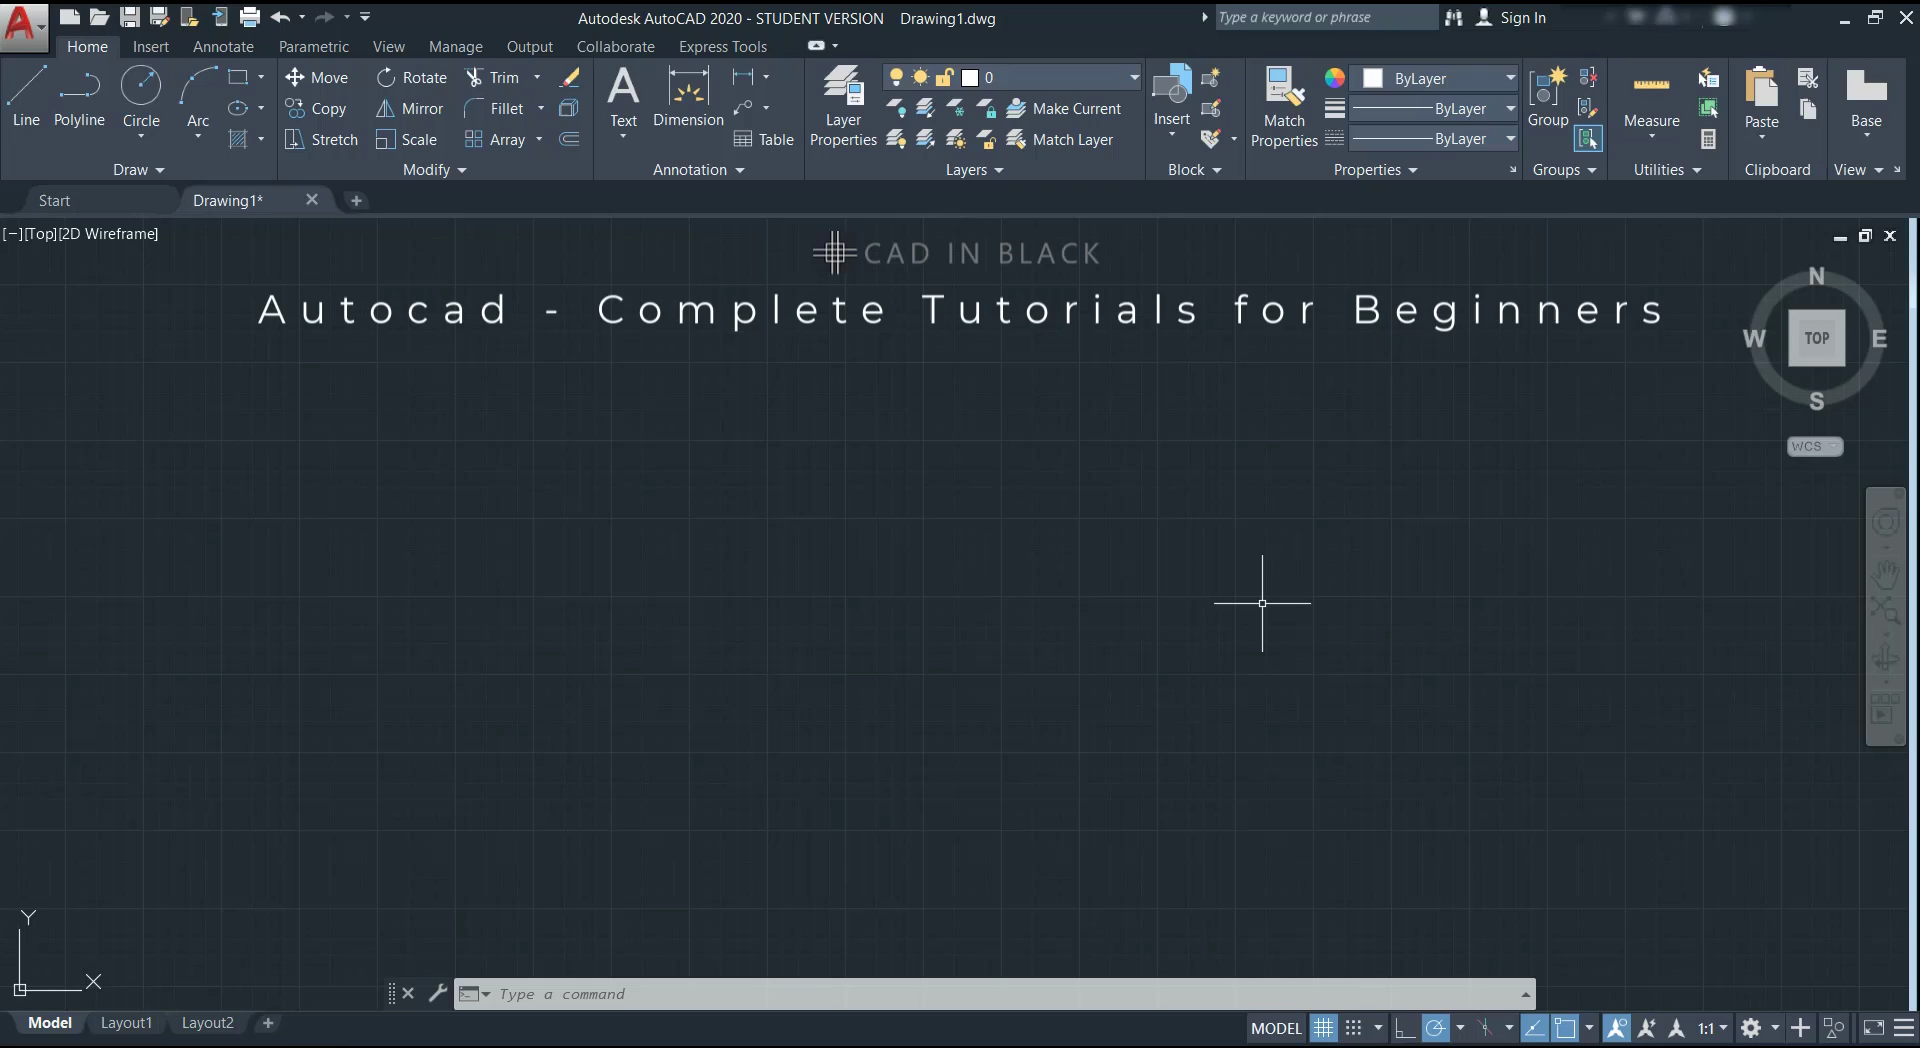 Autodesk AutoCAD 2020 - STUDENT VERSION Drawing1.dwg
Type a keyword or phrase
Sign In
Home Insert Annotate Parametric View Manage Output Collaborate Express Tools
Line Polyline Circle Arc
Move Rotate Trim
Copy Mirror Fillet
Stretch Scale Array
Text Dimension Table
Layer Properties
0
Make Current
Match Layer
Insert
Match Properties
ByLayer
ByLayer
ByLayer
Group
Measure
Paste
Base
Draw Modify Annotation Layers Block Properties Groups Utilities Clipboard View
Start Drawing1*
[−][Top][2D Wireframe]
CAD IN BLACK
Autocad - Complete Tutorials for Beginners
N
W TOP E
S
WCS
Y
X
Type a command
Model Layout1 Layout2
MODEL 1:1